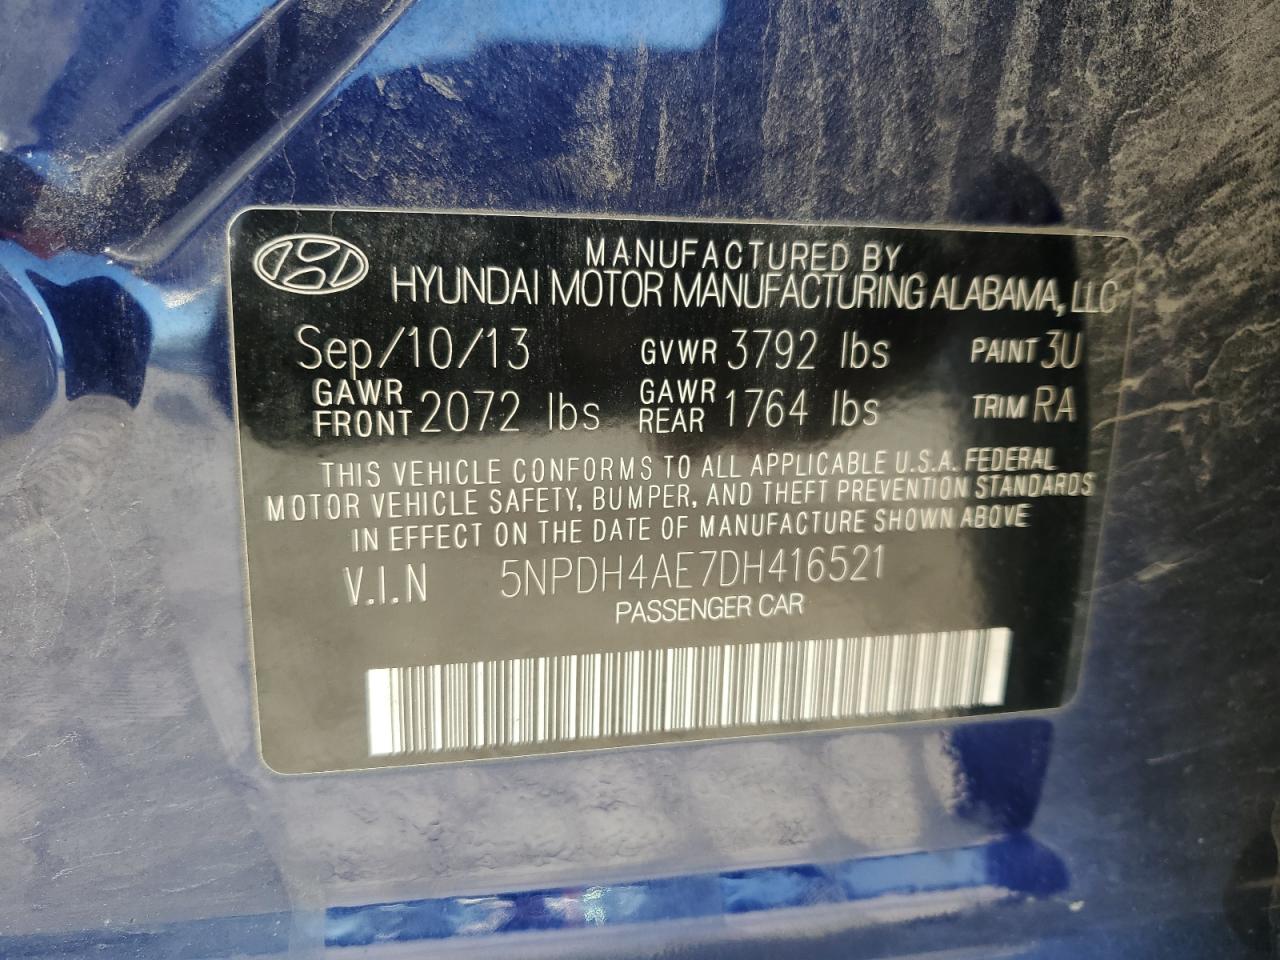 MANUFACTURED BY
HYUNDAI MOTOR MANUFACTURING ALABAMA, LLC
Sep/10/13 GVWR 3792 lbs PAINT 3U
GAWR FRONT 2072 lbs GAWR REAR 1764 lbs TRIM RA
THIS VEHICLE CONFORMS TO ALL APPLICABLE U.S.A. FEDERAL
MOTOR VEHICLE SAFETY, BUMPER, AND THEFT PREVENTION STANDARDS
IN EFFECT ON THE DATE OF MANUFACTURE SHOWN ABOVE
V.I.N 5NPDH4AE7DH416521
PASSENGER CAR